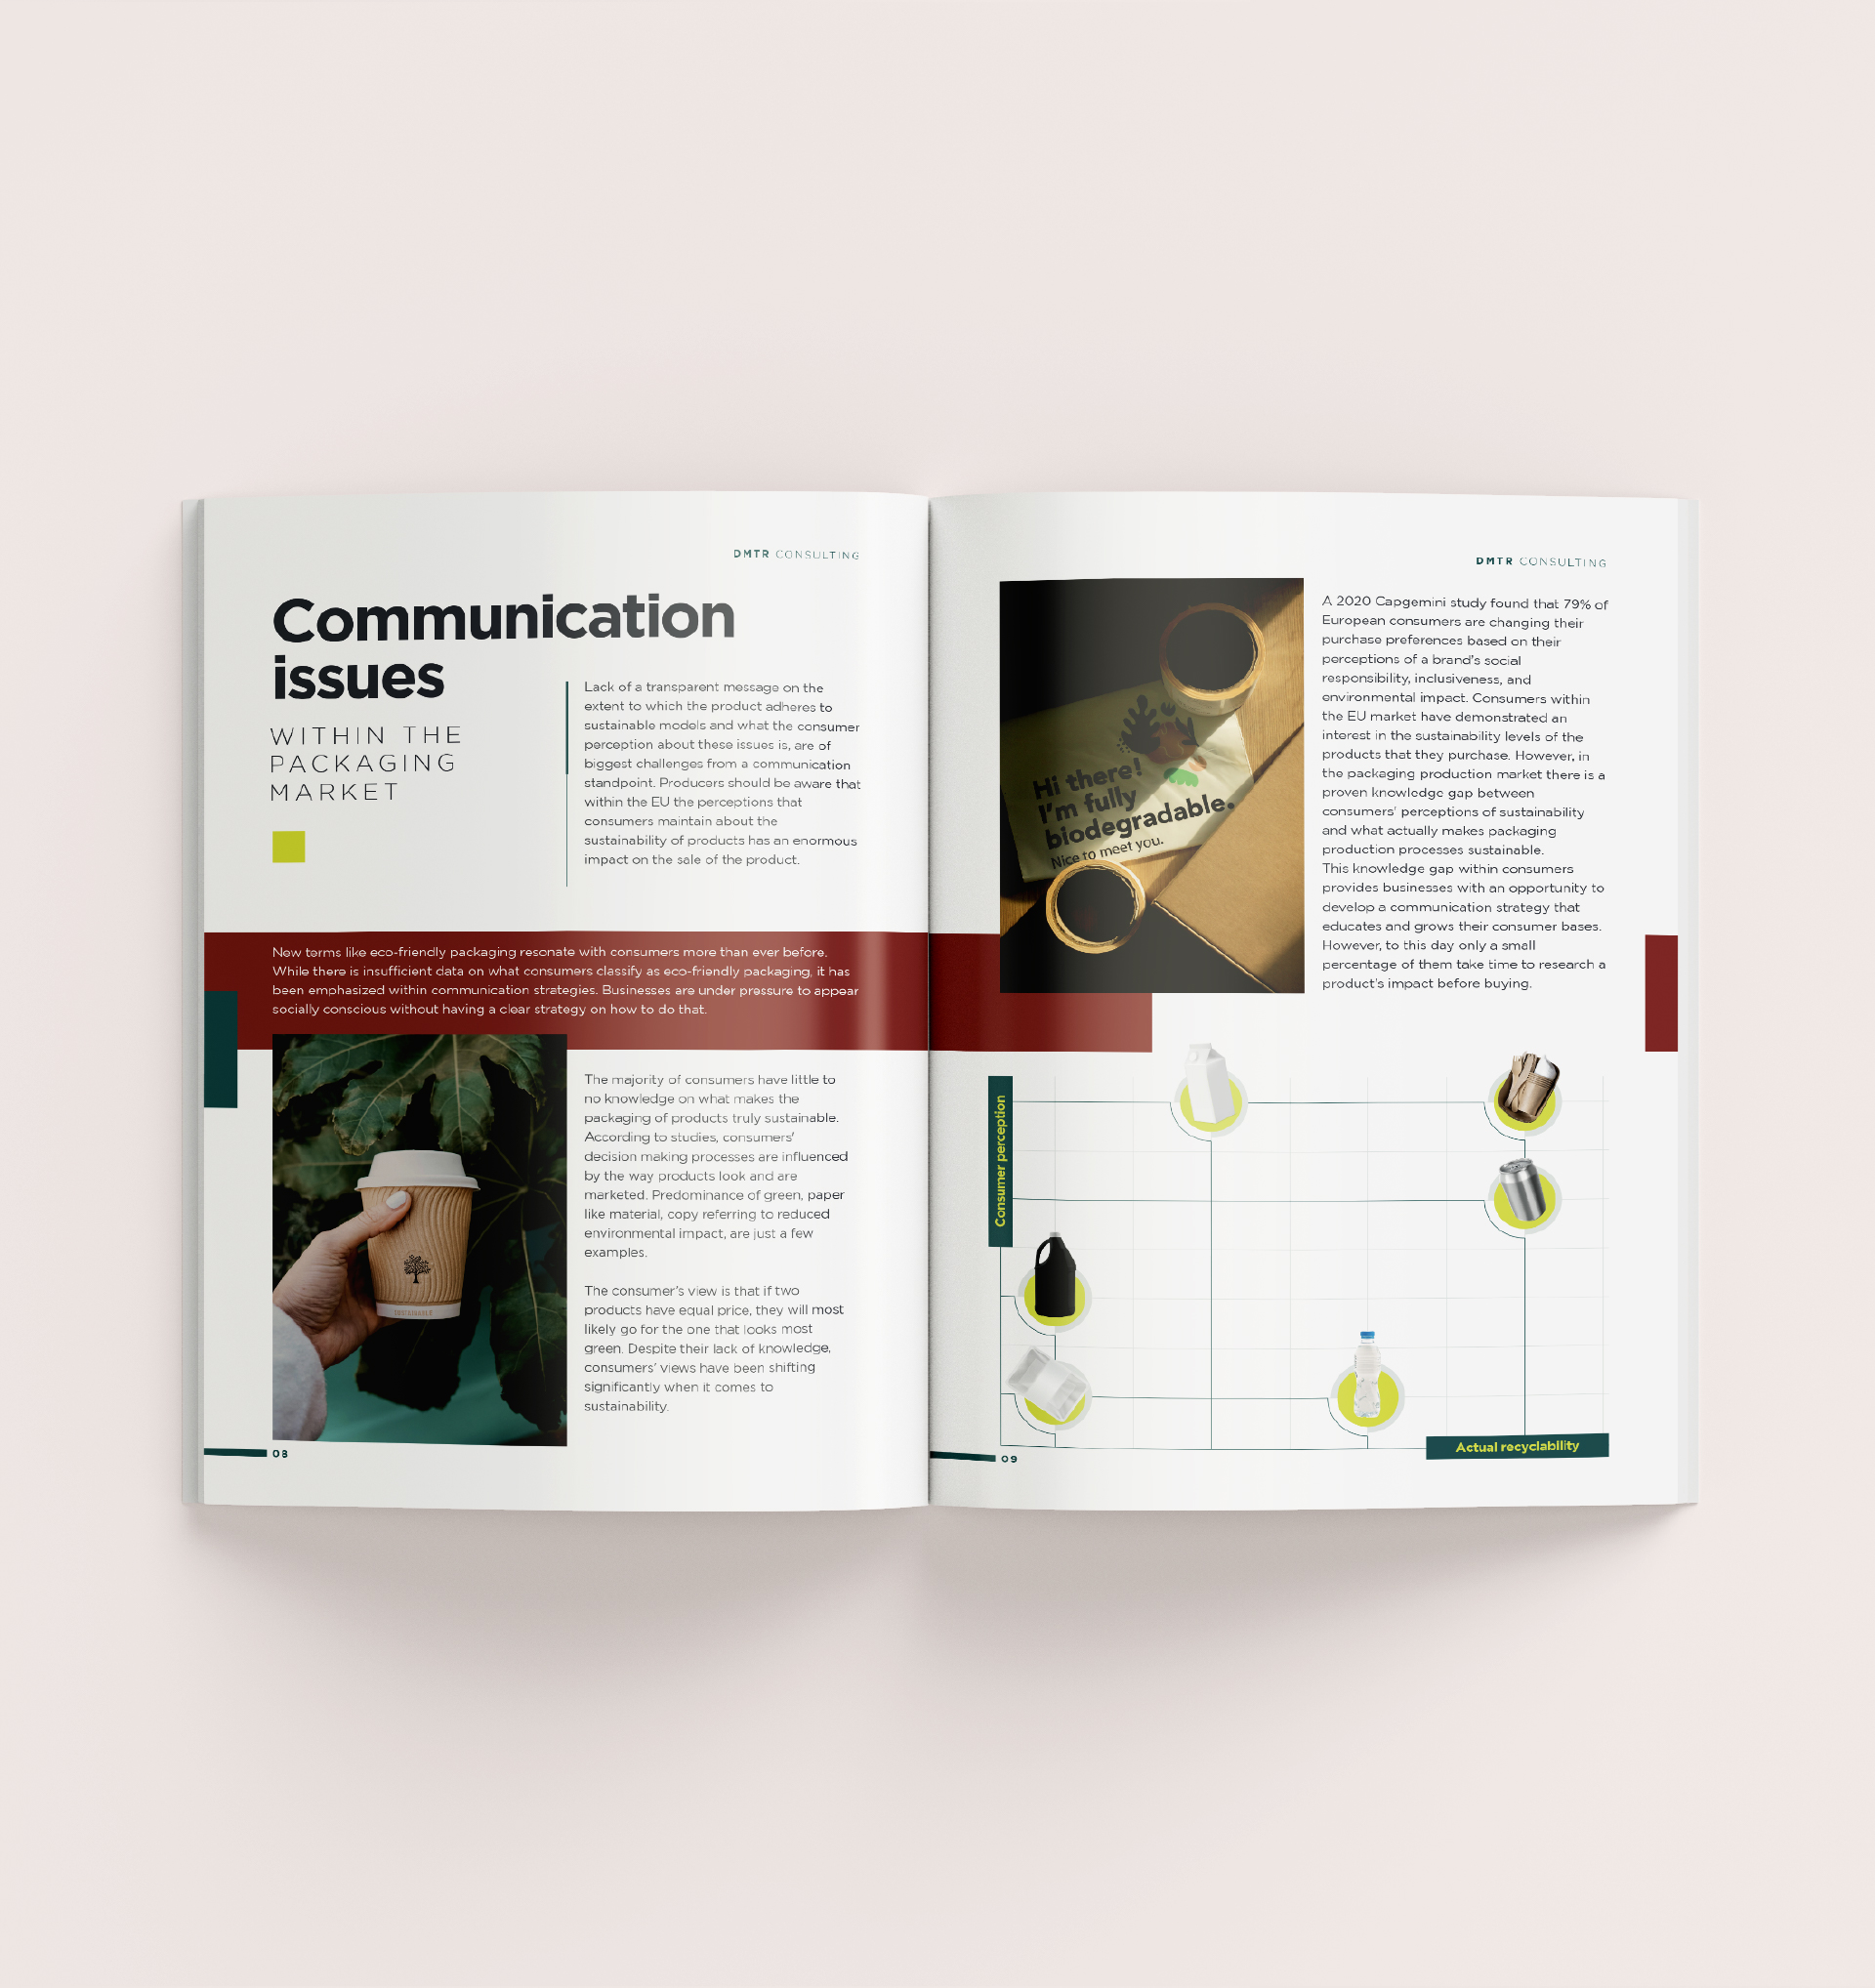 DMTR CONSULTING
Communication
issues
WITHIN THE
PACKAGING
MARKET
Lack of a transparent message on the
extent to which the product adheres to
sustainable models and what the consumer
perception about these issues is, are of
biggest challenges from a communication
standpoint. Producers should be aware that
within the EU the perceptions that
consumers maintain about the
sustainability of products has an enormous
impact on the sale of the product.
New terms like eco-friendly packaging resonate with consumers more than ever before.
While there is insufficient data on what consumers classify as eco-friendly packaging, it has
been emphasized within communication strategies. Businesses are under pressure to appear
socially conscious without having a clear strategy on how to do that.
SUSTAINABLE
The majority of consumers have little to
no knowledge on what makes the
packaging of products truly sustainable.
According to studies, consumers'
decision making processes are influenced
by the way products look and are
marketed. Predominance of green, paper
like material, copy referring to reduced
environmental impact, are just a few
examples.
The consumer's view is that if two
products have equal price, they will most
likely go for the one that looks most
green. Despite their lack of knowledge,
consumers' views have been shifting
significantly when it comes to
sustainability.
08
DMTR CONSULTING
Hi there!
I'm fully
biodegradable.
Nice to meet you.
A 2020 Capgemini study found that 79% of
European consumers are changing their
purchase preferences based on their
perceptions of a brand's social
responsibility, inclusiveness, and
environmental impact. Consumers within
the EU market have demonstrated an
interest in the sustainability levels of the
products that they purchase. However, in
the packaging production market there is a
proven knowledge gap between
consumers' perceptions of sustainability
and what actually makes packaging
production processes sustainable.
This knowledge gap within consumers
provides businesses with an opportunity to
develop a communication strategy that
educates and grows their consumer bases.
However, to this day only a small
percentage of them take time to research a
product's impact before buying.
Consumer perception
Actual recyclability
09